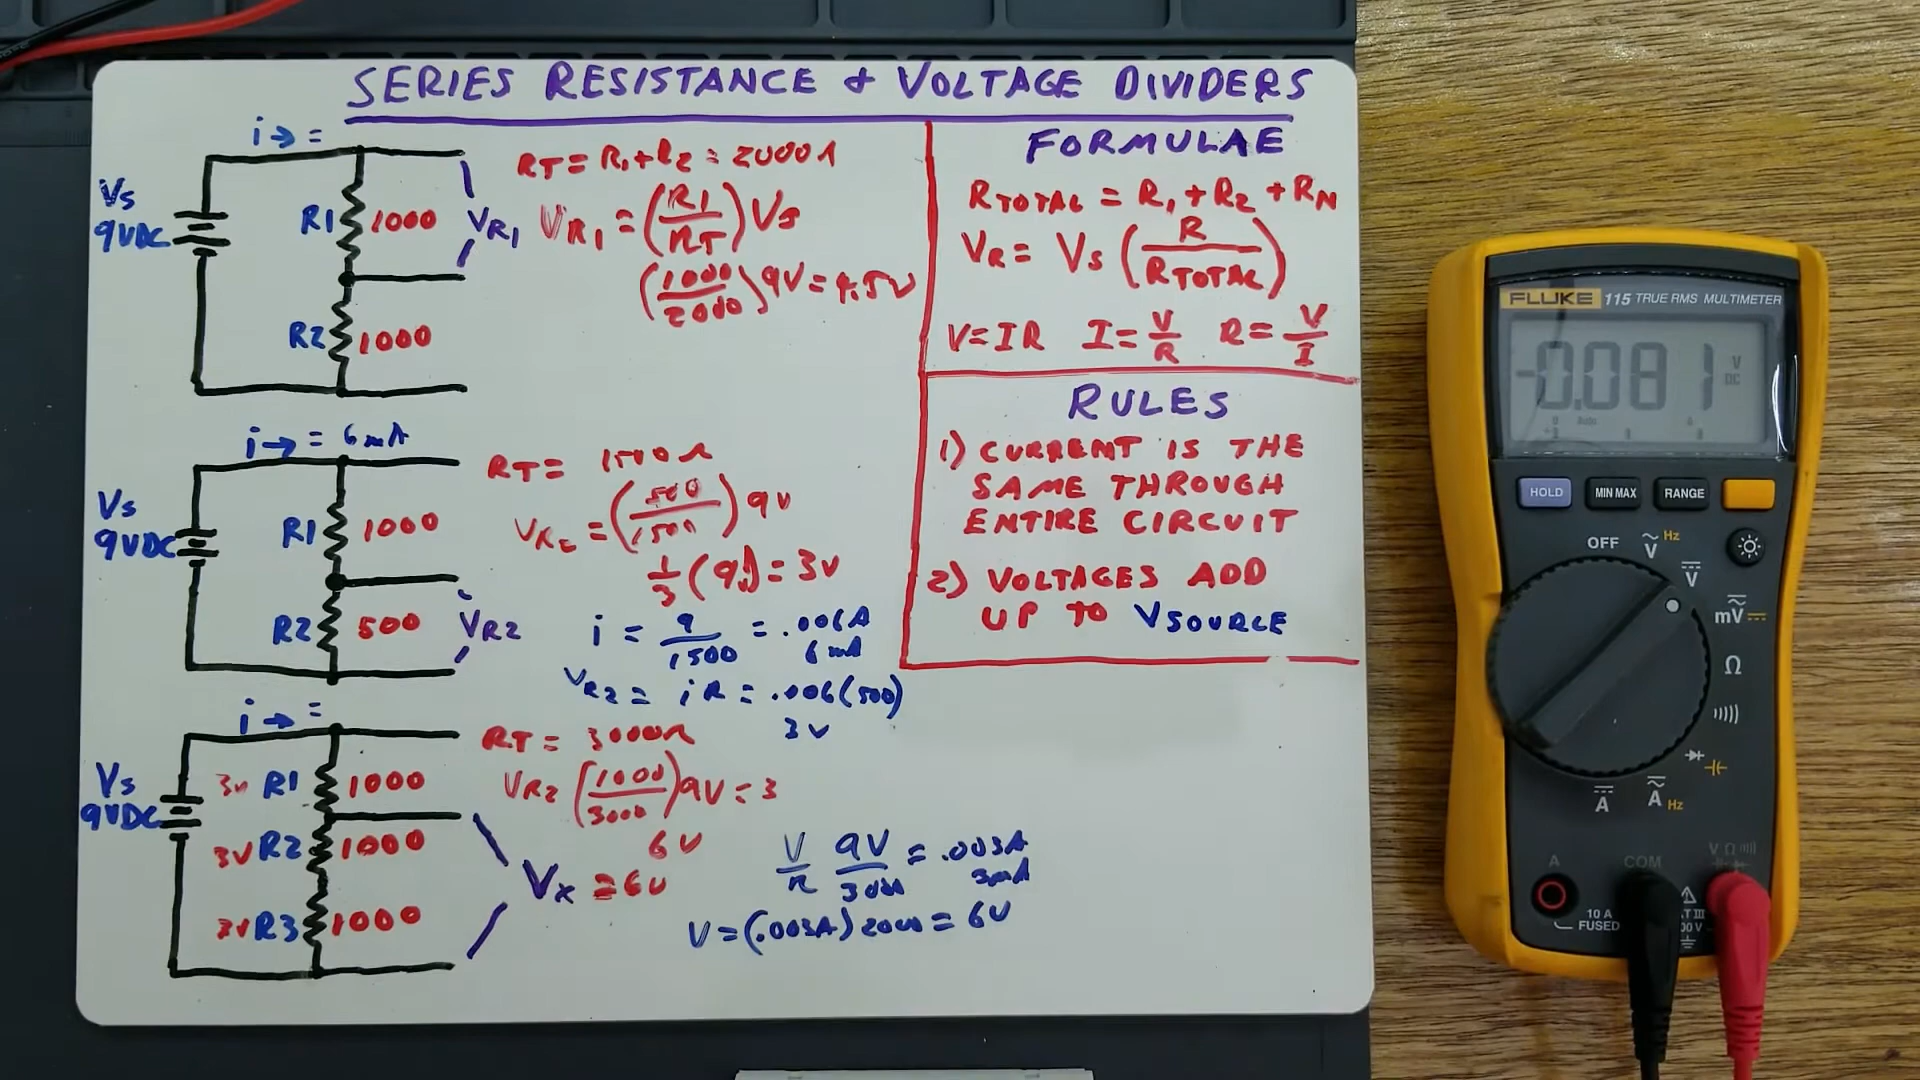 SERIES RESISTANCE & VOLTAGE DIVIDERS
i→ =
Vs
9VDC
R1 1000
R2 1000
VR1
RT = R1+R2 = 2000Ω
VR1 = (R1/RT) Vs
(1000/2000) 9V = 4.5V
i→ = 6mA
Vs
9VDC
R1 1000
R2 500
VR2
RT = 1500Ω
VR2 = (500/1500) 9V
1/3 (9V) = 3V
i = 9/1500 = .006A
6mA
VR2 = iR = .006(500)
3V
i→ =
Vs
9VDC
3V R1 1000
3V R2 1000
3V R3 1000
RT = 3000Ω
VR2 (1000/3000) 9V = 3
6V
Vx = 6V
V/R 9V/3000 = .003A
3mA
V = (.003A) 2000 = 6V
FORMULAE
RTOTAL = R1 + R2 + RN
VR = Vs (R/RTOTAL)
V=IR I=V/R R=V/I
RULES
1) CURRENT IS THE
SAME THROUGH
ENTIRE CIRCUIT
2) VOLTAGES ADD
UP TO VSOURCE
FLUKE 115 TRUE RMS MULTIMETER
-0.081 V
DC
Auto
HOLD MIN MAX RANGE
OFF
V Hz
V
mV
Ω
A
A Hz
A COM VΩ
10 A
FUSED